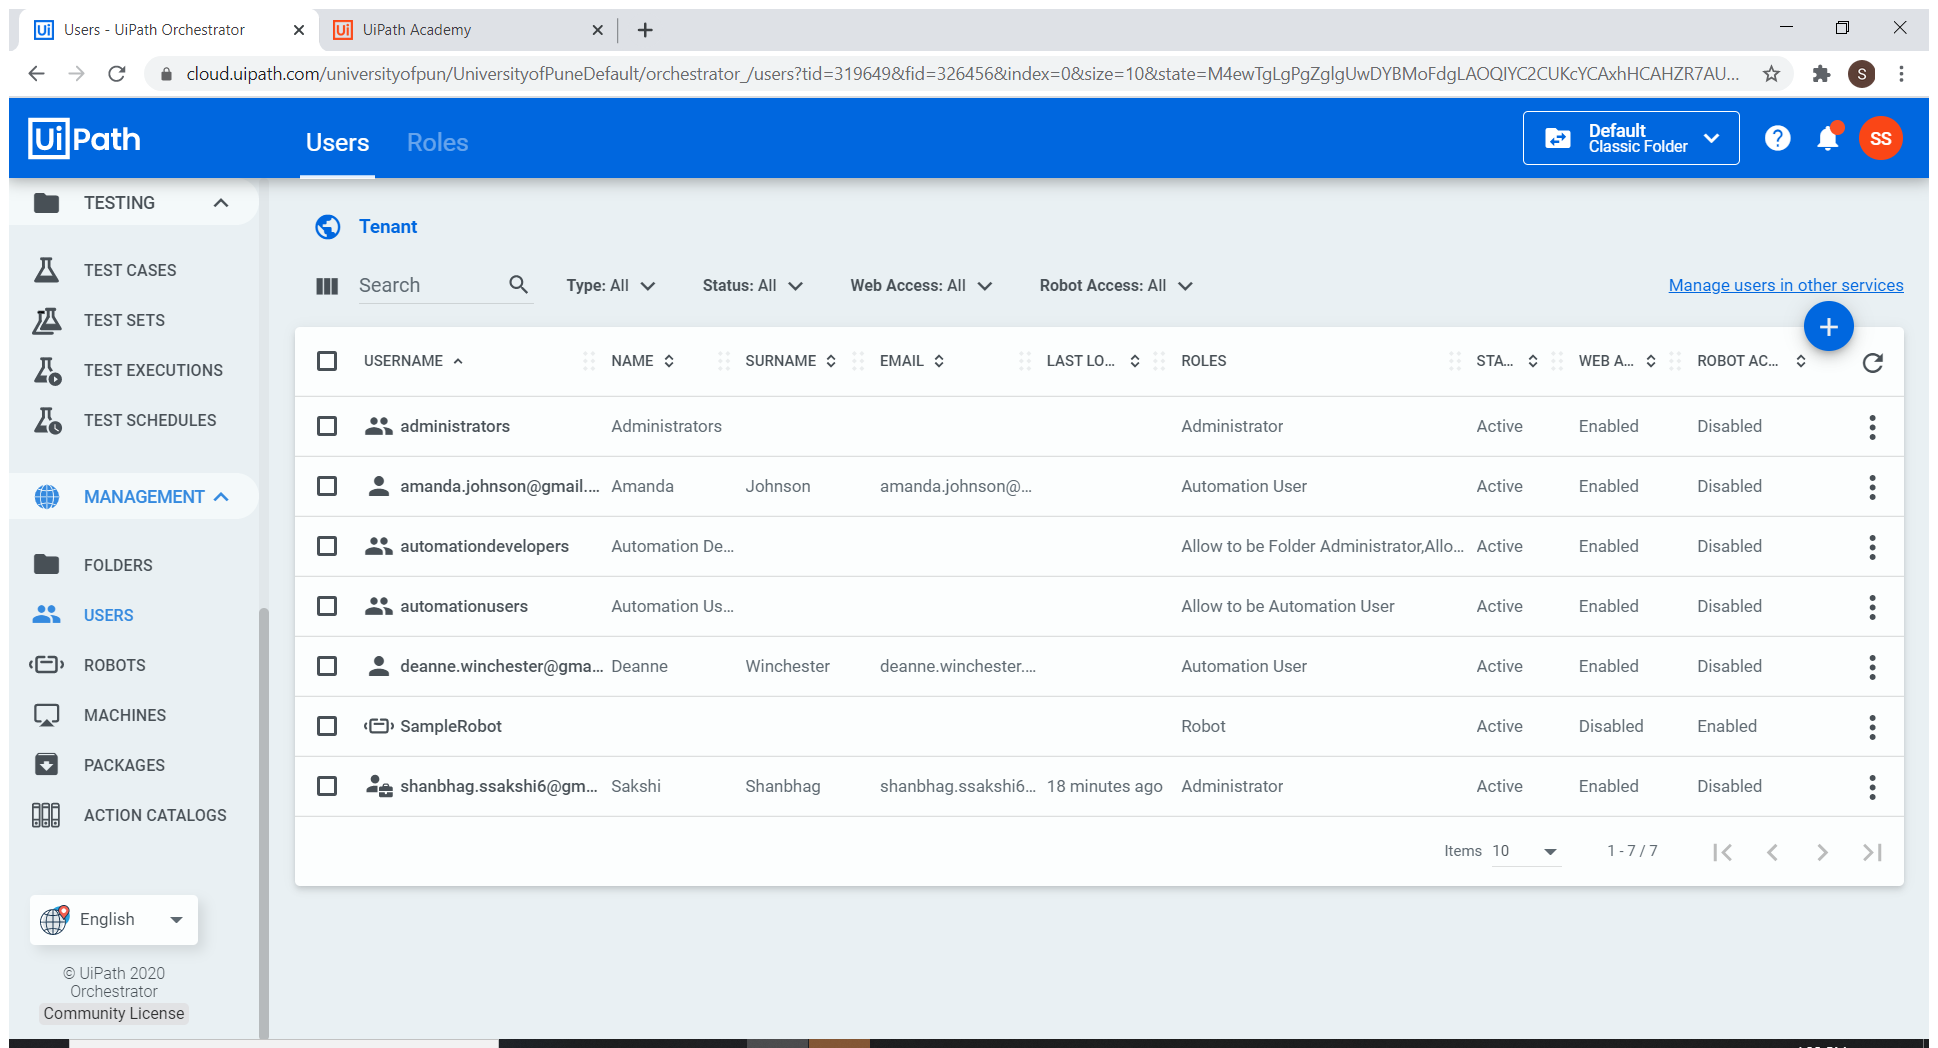 Users - UiPath Orchestrator
UiPath Academy
cloud.uipath.com/universityofpun/UniversityofPuneDefault/orchestrator_/users?tid=319649&fid=326456&index=0&size=10&state=M4ewTgLgPgZglgUwDYBMoFdgLAOQIYC2CUKcYCAxhHCAHZR7AU...
S
UiPath
Users
Roles
Default
Classic Folder
SS
TESTING
TEST CASES
TEST SETS
TEST EXECUTIONS
TEST SCHEDULES
MANAGEMENT
FOLDERS
USERS
ROBOTS
MACHINES
PACKAGES
ACTION CATALOGS
English
© UiPath 2020
Orchestrator
Community License
Tenant
Search Type: All Status: All Web Access: All Robot Access: All Manage users in other services
USERNAME NAME SURNAME EMAIL LAST LO... ROLES STA... WEB A... ROBOT AC...
administrators Administrators Administrator Active Enabled Disabled
amanda.johnson@gmail.... Amanda Johnson amanda.johnson@... Automation User Active Enabled Disabled
automationdevelopers Automation De... Allow to be Folder Administrator,Allo... Active Enabled Disabled
automationusers Automation Us... Allow to be Automation User Active Enabled Disabled
deanne.winchester@gma... Deanne Winchester deanne.winchester.... Automation User Active Enabled Disabled
SampleRobot Robot Active Disabled Enabled
shanbhag.ssakshi6@gm... Sakshi Shanbhag shanbhag.ssakshi6... 18 minutes ago Administrator Active Enabled Disabled
Items 10 1 - 7 / 7